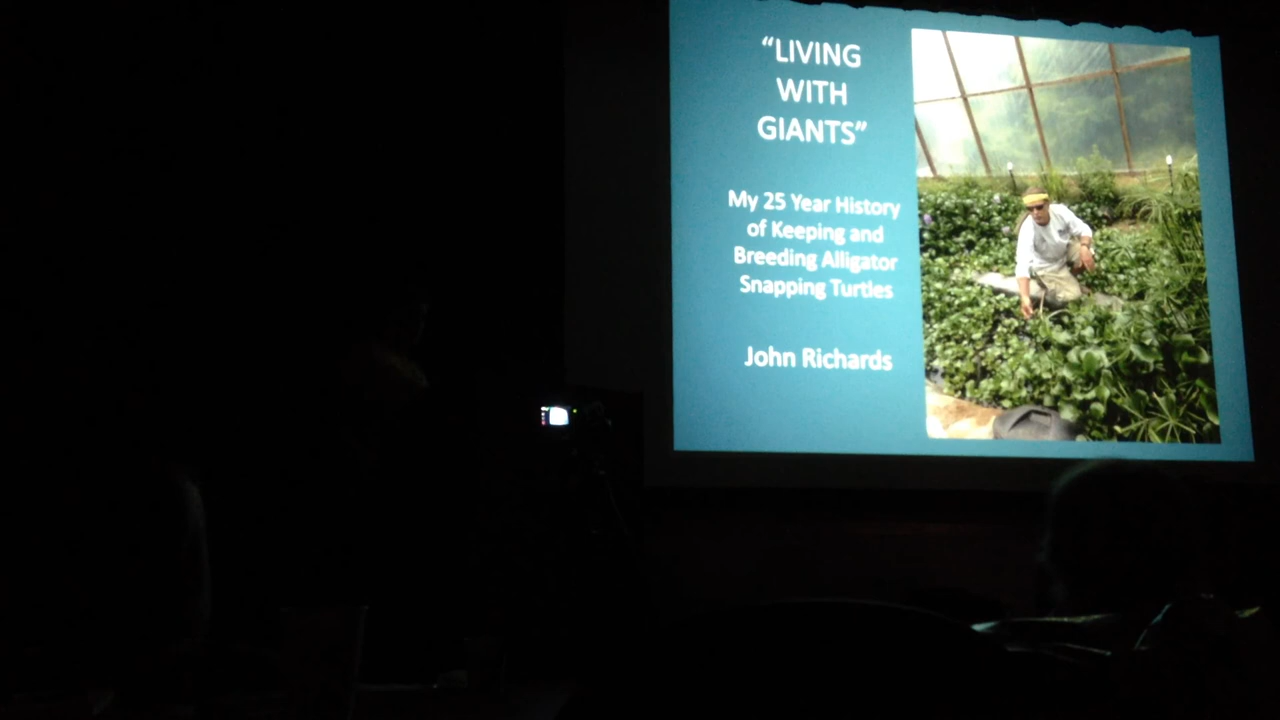 “LIVING
WITH
GIANTS”
My 25 Year History
of Keeping and
Breeding Alligator
Snapping Turtles
John Richards